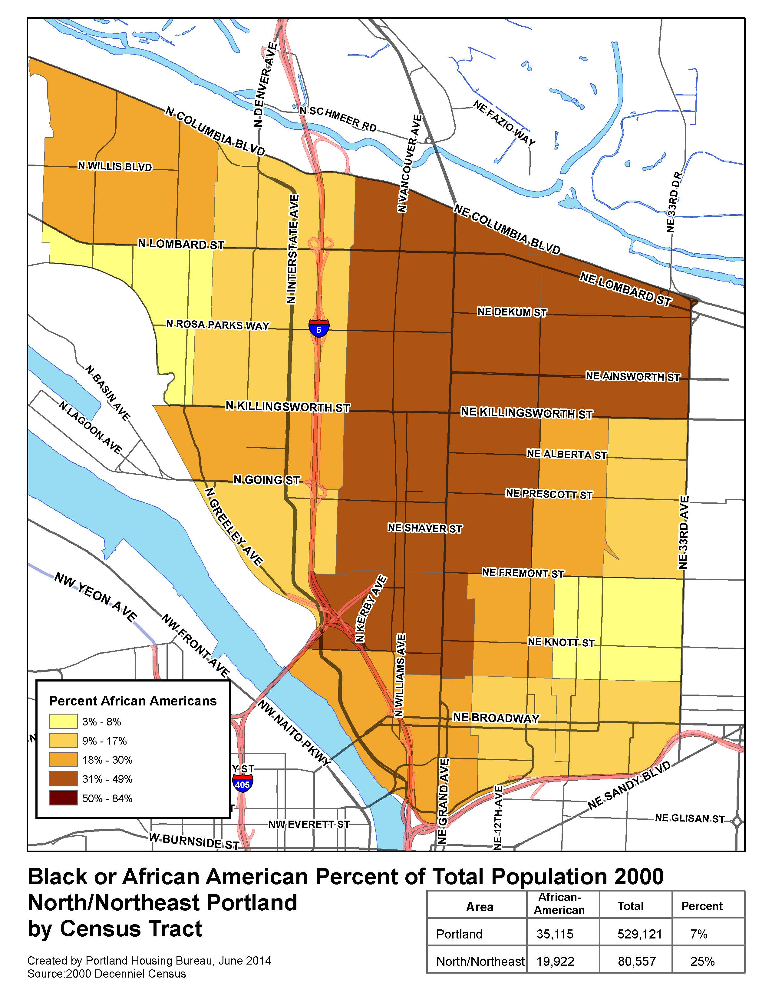 N DENVER AVE
N COLUMBIA BLVD
N SCHMEER RD
N VANCOUVER AVE
NE FAZIO WAY
NE 33RD DR
N WILLIS BLVD
N INTERSTATE AVE
NE COLUMBIA BLVD
N LOMBARD ST
NE LOMBARD ST
NE DEKUM ST
N ROSA PARKS WAY
5
NE AINSWORTH ST
N BASIN AVE
N LAGOON AVE
N KILLINGSWORTH ST
NE KILLINGSWORTH ST
NE ALBERTA ST
N GOING ST
NE PRESCOTT ST
N GREELEY AVE
NE SHAVER ST
NE 33RD AVE
NE FREMONT ST
NW YEON AVE
N KERBY AVE
NW FRONT AVE
NE KNOTT ST
N WILLIAMS AVE
NE BROADWAY
NW NAITO PKWY
N
Y ST
405
T
NE GRAND AVE
NE 12TH AVE
NE SANDY BLVD
NE GLISAN ST
NW EVERETT ST
W BURNSIDE ST
Percent African Americans
3% - 8%
9% - 17%
18% - 30%
31% - 49%
50% - 84%
Black or African American Percent of Total Population 2000
North/Northeast Portland
by Census Tract
Created by Portland Housing Bureau, June 2014
Source:2000 Decenniel Census
Area African-American Total Percent
Portland 35,115 529,121 7%
North/Northeast 19,922 80,557 25%